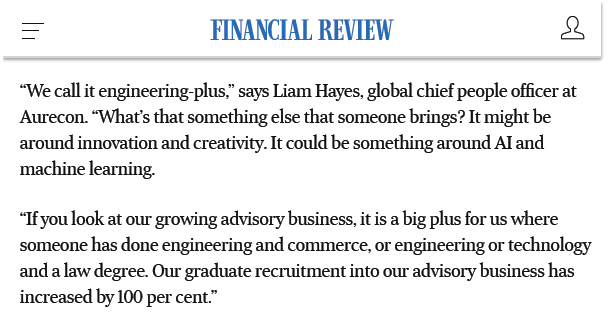 FINANCIAL REVIEW
“We call it engineering-plus,” says Liam Hayes, global chief people officer at
Aurecon. “What’s that something else that someone brings? It might be
around innovation and creativity. It could be something around AI and
machine learning.
“If you look at our growing advisory business, it is a big plus for us where
someone has done engineering and commerce, or engineering or technology
and a law degree. Our graduate recruitment into our advisory business has
increased by 100 per cent.”